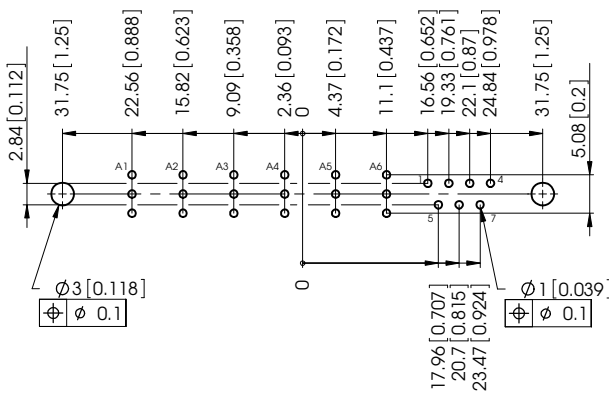 2.84 [0.112]
31.75 [1.25]
22.56 [0.888]
15.82 [0.623]
9.09 [0.358]
2.36 [0.093]
0
4.37 [0.172]
11.1 [0.437]
16.56 [0.652]
19.33 [0.761]
22.1 [0.87]
24.84 [0.978]
31.75 [1.25]
5.08 [0.2]
A1
A2
A3
A4
A5
A6
1
4
5
7
0
Ø3 [0.118]
⌖ Ø 0.1
17.96 [0.707]
20.7 [0.815]
23.47 [0.924]
Ø1 [0.039]
⌖ Ø 0.1